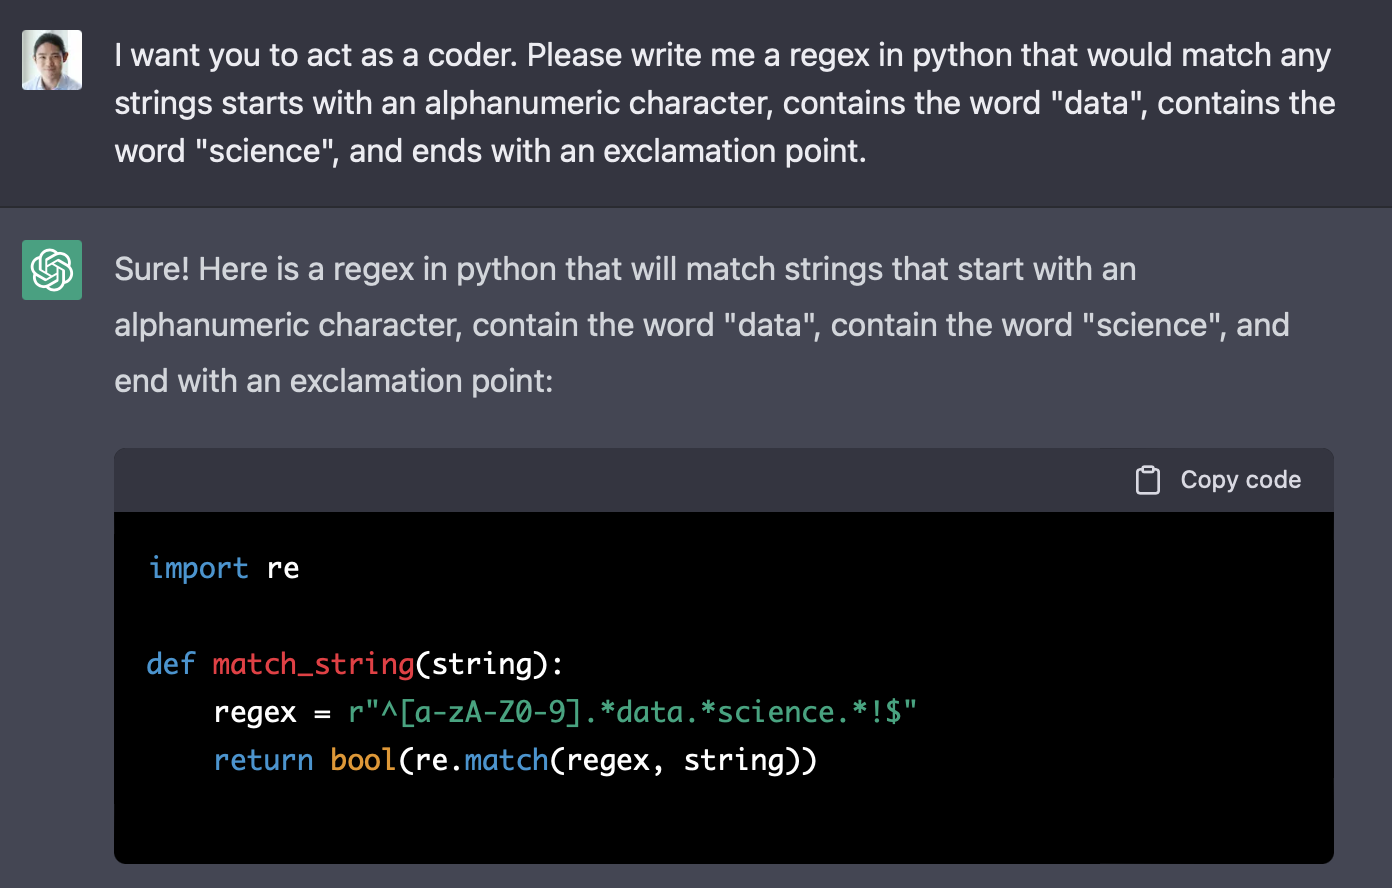 I want you to act as a coder. Please write me a regex in python that would match any
strings starts with an alphanumeric character, contains the word "data", contains the
word "science", and ends with an exclamation point.
Sure! Here is a regex in python that will match strings that start with an
alphanumeric character, contain the word "data", contain the word "science", and
end with an exclamation point:
Copy code
import re
def match_string(string):
    regex = r"^[a-zA-Z0-9].*data.*science.*!$"
    return bool(re.match(regex, string))